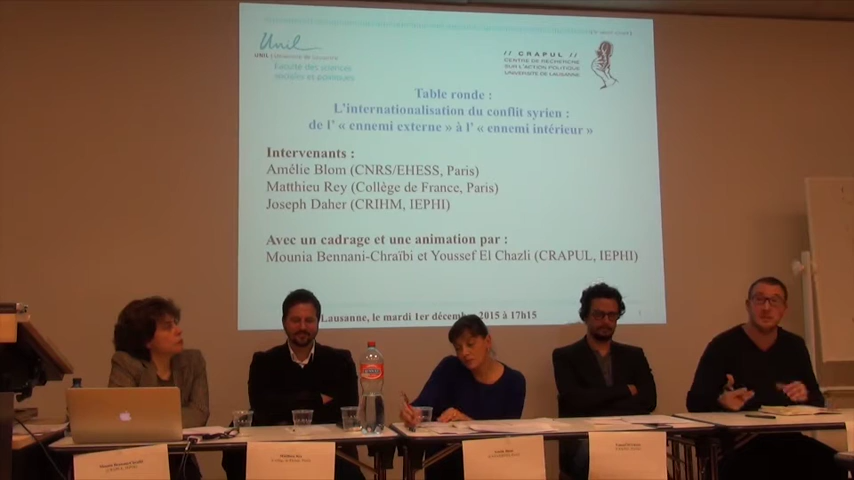 Unil
UNIL | Université de Lausanne
Faculté des sciences
sociales et politiques
// CRAPUL //
CENTRE DE RECHERCHE
SUR L'ACTION POLITIQUE
UNIVERSITÉ DE LAUSANNE
Table ronde :
L'internationalisation du conflit syrien :
de l' « ennemi externe » à l' « ennemi intérieur »
Intervenants :
Amélie Blom (CNRS/EHESS, Paris)
Matthieu Rey (Collège de France, Paris)
Joseph Daher (CRIHM, IEPHI)
Avec un cadrage et une animation par :
Mounia Bennani-Chraïbi et Youssef El Chazli (CRAPUL, IEPHI)
Lausanne, le mardi 1er décembre 2015 à 17h15